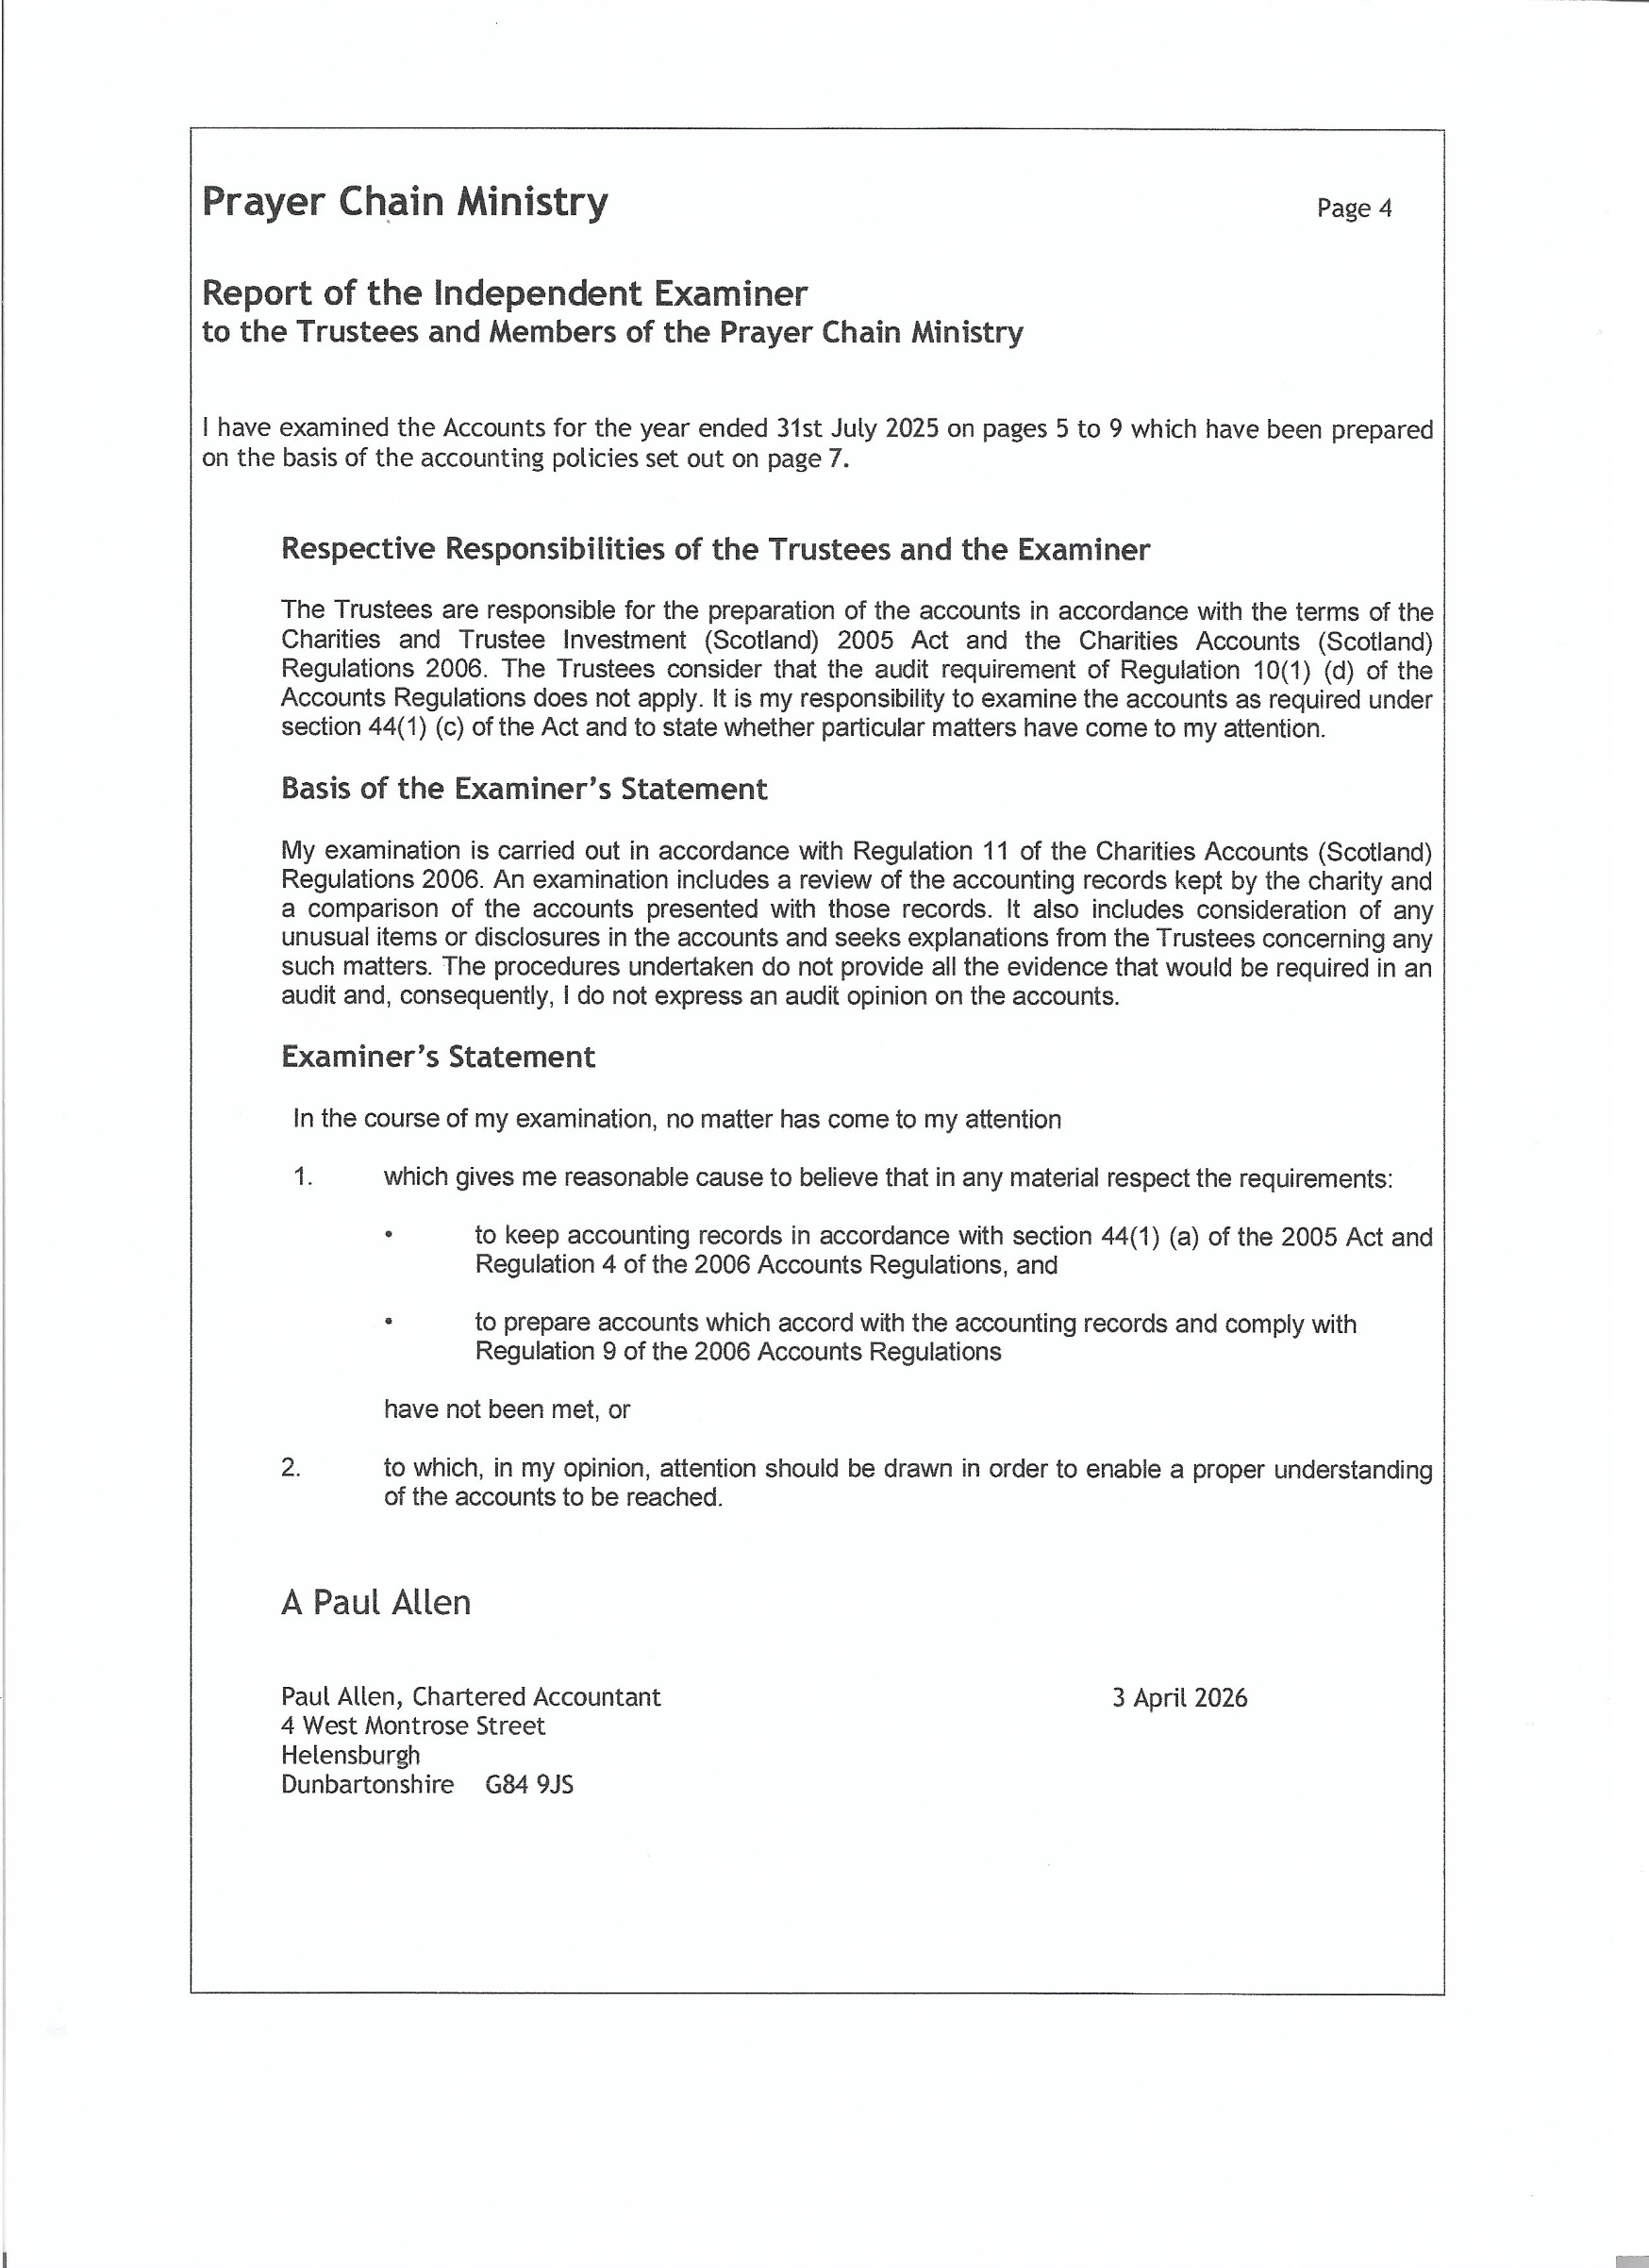 Prayer Chain Ministry
Page 4
Report of the Independent Examiner
to the Trustees and Members of the Prayer Chain Ministry
I have examined the Accounts for the year ended 31st July 2025 on pages 5 to 9 which have been prepared
on the basis of the accounting policies set out on page 7.
Respective Responsibilities of the Trustees and the Examiner
The Trustees are responsible for the preparation of the accounts in accordance with the terms of the
Charities and Trustee Investment (Scotland) 2005 Act and the Charities Accounts (Scotland)
Regulations 2006. The Trustees consider that the audit requirement of Regulation 10(1) (d) of the
Accounts Regulations does not apply. It is my responsibility to examine the accounts as required under
section 44(1) (c) of the Act and to state whether particular matters have come to my attention.
Basis of the Examiner's Statement
My examination is carried out in accordance with Regulation 11 of the Charities Accounts (Scotland)
Regulations 2006. An examination includes a review of the accounting records kept by the charity and
a comparison of the accounts presented with those records. It also includes consideration of any
unusual items or disclosures in the accounts and seeks explanations from the Trustees concerning any
such matters. The procedures undertaken do not provide all the evidence that would be required in an
audit and, consequently, I do not express an audit opinion on the accounts.
Examiner's Statement
In the course of my examination, no matter has come to my attention
1. which gives me reasonable cause to believe that in any material respect the requirements:
• to keep accounting records in accordance with section 44(1) (a) of the 2005 Act and
Regulation 4 of the 2006 Accounts Regulations, and
• to prepare accounts which accord with the accounting records and comply with
Regulation 9 of the 2006 Accounts Regulations
have not been met, or
2. to which, in my opinion, attention should be drawn in order to enable a proper understanding
of the accounts to be reached.
A Paul Allen
Paul Allen, Chartered Accountant
3 April 2026
4 West Montrose Street
Helensburgh
Dunbartonshire G84 9JS